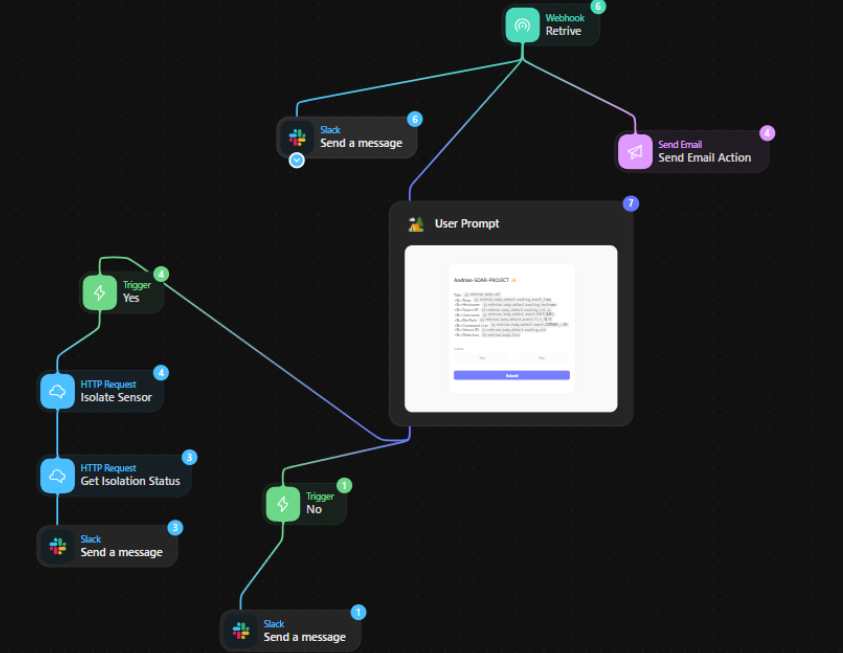 6
Webhook
Retrive
6
Slack
Send a message
4
Send Email
Send Email Action
7
User Prompt
Andrian-SOAR-PROJECT ✨
Yes
No
Submit
4
Trigger
Yes
4
HTTP Request
Isolate Sensor
3
HTTP Request
Get Isolation Status
3
Slack
Send a message
1
Trigger
No
1
Slack
Send a message